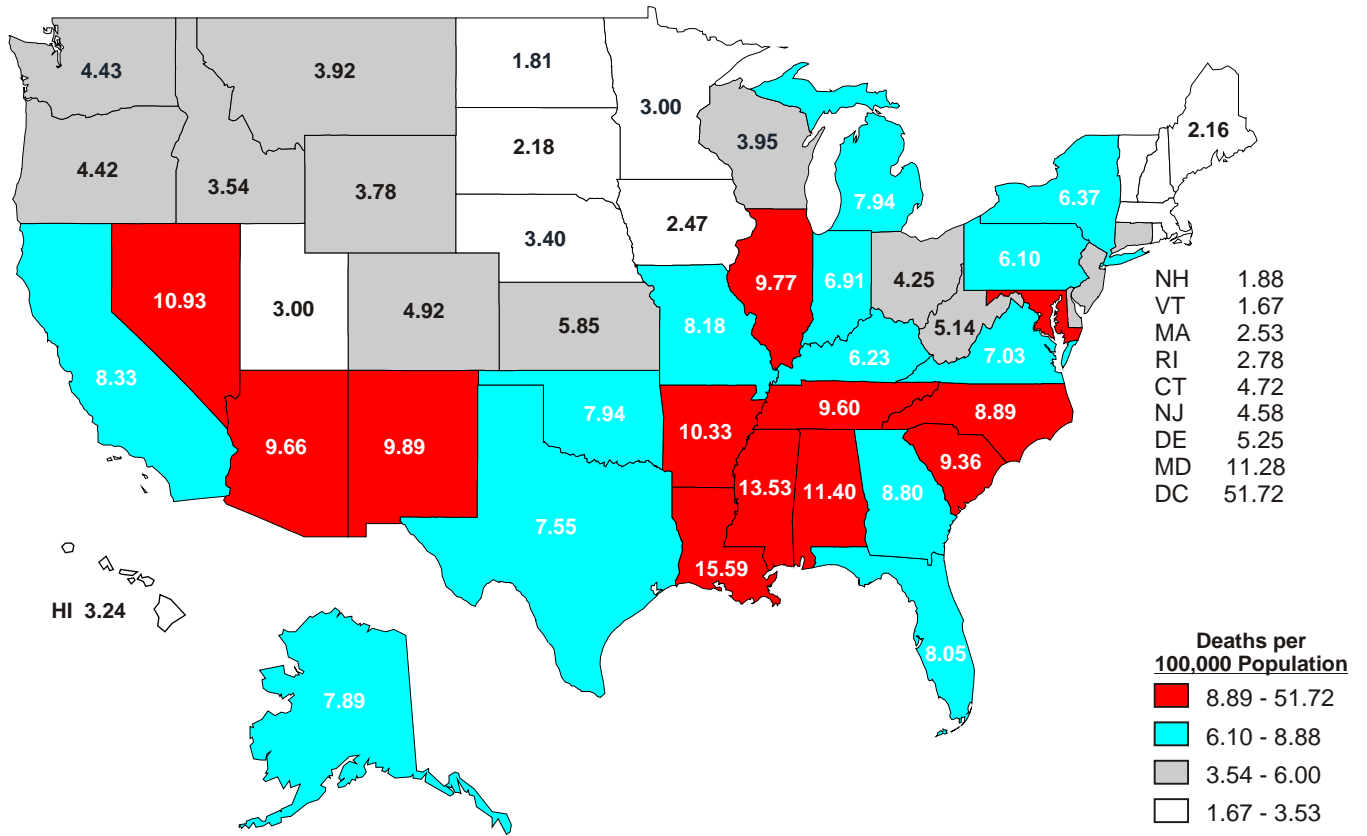 4.43
3.92
1.81
3.00
3.95
2.16
4.42
3.54
3.78
2.18
7.94
6.37
2.47
3.40
10.93
3.00
4.92
5.85
8.18
9.77
6.91
4.25
6.10
5.14
6.23
7.03
8.33
9.66
9.89
7.94
10.33
9.60
8.89
9.36
13.53
11.40
8.80
7.55
15.59
8.05
HI 3.24
7.89
NH 1.88
VT 1.67
MA 2.53
RI 2.78
CT 4.72
NJ 4.58
DE 5.25
MD 11.28
DC 51.72
Deaths per
100,000 Population
8.89 - 51.72
6.10 - 8.88
3.54 - 6.00
1.67 - 3.53